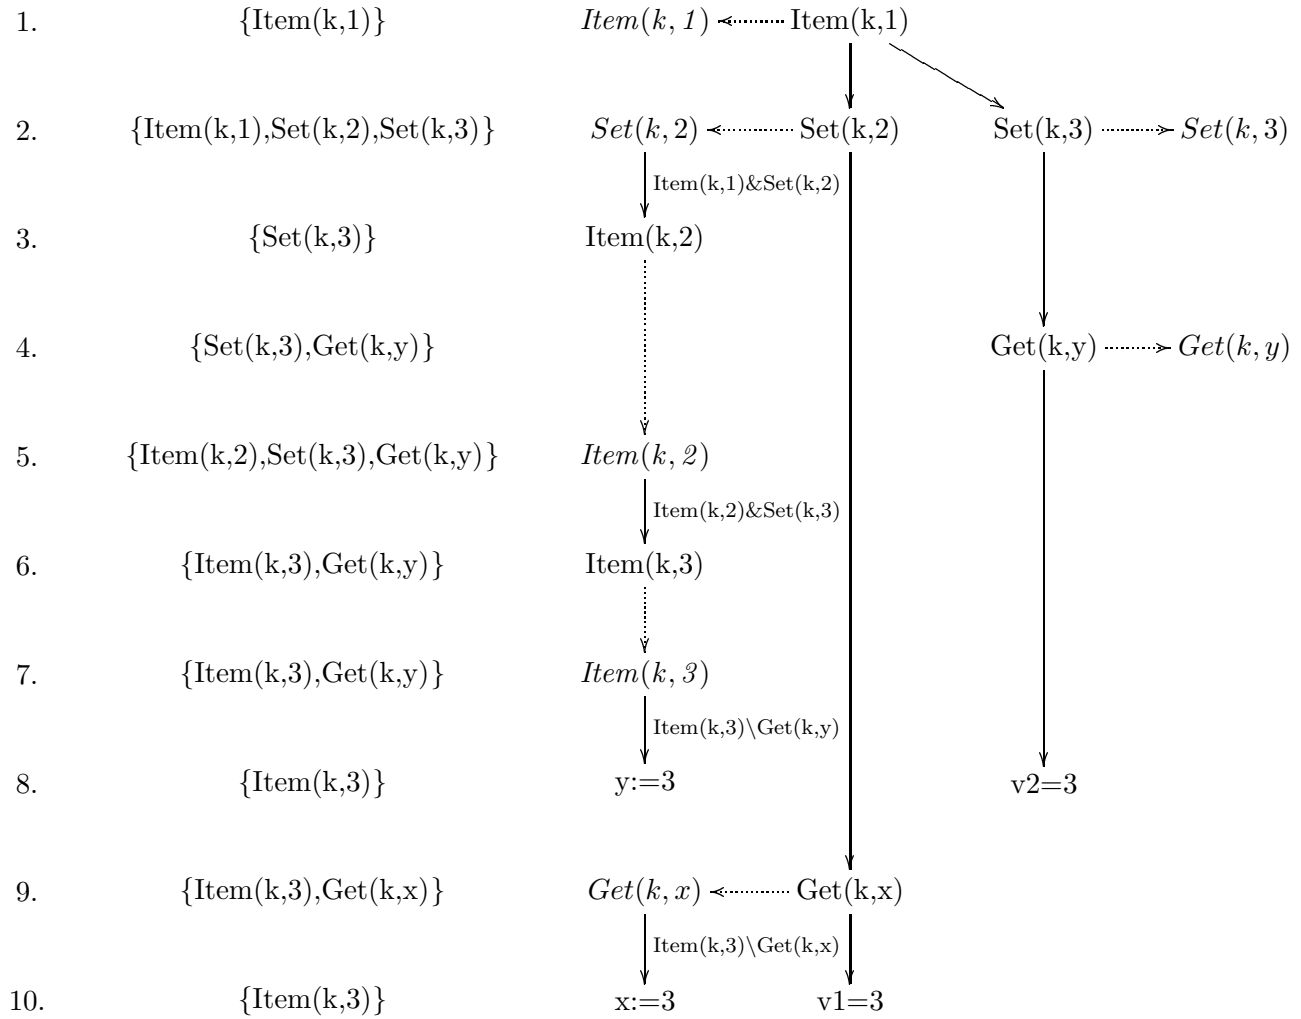 1. {Item(k,1)} Item(k, 1) Item(k,1)
2. {Item(k,1),Set(k,2),Set(k,3)} Set(k, 2) Set(k,2) Set(k,3) Set(k, 3)
Item(k,1)&Set(k,2)
3. {Set(k,3)} Item(k,2)
4. {Set(k,3),Get(k,y)} Get(k,y) Get(k, y)
5. {Item(k,2),Set(k,3),Get(k,y)} Item(k, 2)
Item(k,2)&Set(k,3)
6. {Item(k,3),Get(k,y)} Item(k,3)
7. {Item(k,3),Get(k,y)} Item(k, 3)
Item(k,3)\Get(k,y)
8. {Item(k,3)} y:=3 v2=3
9. {Item(k,3),Get(k,x)} Get(k, x) Get(k,x)
Item(k,3)\Get(k,x)
10. {Item(k,3)} x:=3 v1=3